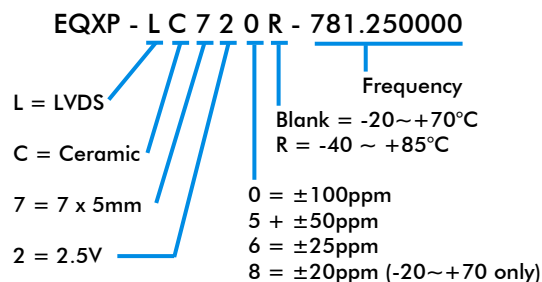 EQXP - L C 7 2 0 R - 781.250000
Frequency
L = LVDS
Blank = -20~+70°C
R = -40 ~ +85°C
C = Ceramic
7 = 7 x 5mm
0 = ±100ppm
5 + ±50ppm
6 = ±25ppm
2 = 2.5V
8 = ±20ppm (-20~+70 only)